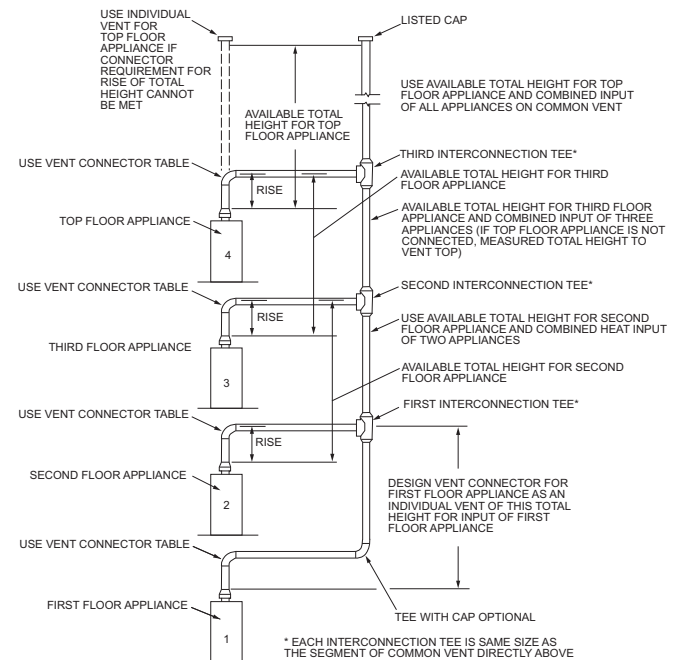 USE INDIVIDUAL
VENT FOR
TOP FLOOR
APPLIANCE IF
CONNECTOR
REQUIREMENT FOR
RISE OF TOTAL
HEIGHT CANNOT
BE MET
LISTED CAP
AVAILABLE TOTAL
HEIGHT FOR TOP
FLOOR APPLIANCE
USE AVAILABLE TOTAL HEIGHT FOR TOP
FLOOR APPLIANCE AND COMBINED INPUT
OF ALL APPLIANCES ON COMMON VENT
USE VENT CONNECTOR TABLE
RISE
THIRD INTERCONNECTION TEE*
AVAILABLE TOTAL HEIGHT FOR THIRD
FLOOR APPLIANCE
TOP FLOOR APPLIANCE
4
AVAILABLE TOTAL HEIGHT FOR THIRD FLOOR
APPLIANCE AND COMBINED INPUT OF THREE
APPLIANCES (IF TOP FLOOR APPLIANCE IS NOT
CONNECTED, MEASURED TOTAL HEIGHT TO
VENT TOP)
USE VENT CONNECTOR TABLE
RISE
SECOND INTERCONNECTION TEE*
USE AVAILABLE TOTAL HEIGHT FOR SECOND
FLOOR APPLIANCE AND COMBINED HEAT INPUT
OF TWO APPLIANCES
THIRD FLOOR APPLIANCE
3
AVAILABLE TOTAL HEIGHT FOR SECOND
FLOOR APPLIANCE
USE VENT CONNECTOR TABLE
RISE
FIRST INTERCONNECTION TEE*
SECOND FLOOR APPLIANCE
2
DESIGN VENT CONNECTOR FOR
FIRST FLOOR APPLIANCE AS AN
INDIVIDUAL VENT OF THIS TOTAL
HEIGHT FOR INPUT OF FIRST
FLOOR APPLIANCE
USE VENT CONNECTOR TABLE
FIRST FLOOR APPLIANCE
1
TEE WITH CAP OPTIONAL
* EACH INTERCONNECTION TEE IS SAME SIZE AS
THE SEGMENT OF COMMON VENT DIRECTLY ABOVE